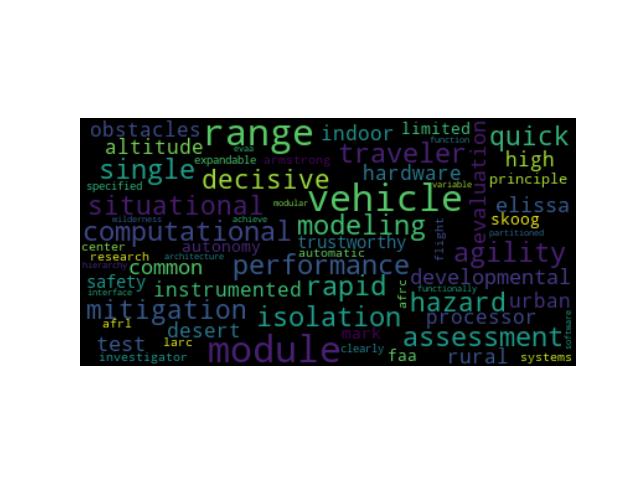 obstacles range indoor limited function evaluation quick
altitude evaa traveler high
single expandable armstrong hardware principle
specified decisive variable
situational modular vehicle elissa
wilderness achieve modeling skoog
computational trustworthy flight partitioned
center autonomy automatic agility
research architecture performance
hierarchy common developmental
safety instrumented rapid afrc functionally
interface hazard urban
mitigation isolation processor software
afrl mark assessment
test desert
larc module clearly faa rural systems
investigator